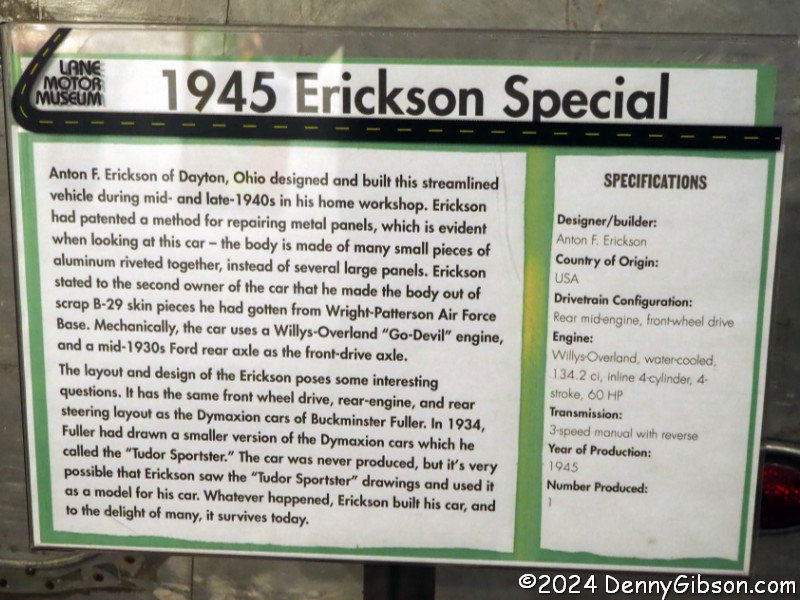 LANE
MOTOR
MUSEUM
1945 Erickson Special
Anton F. Erickson of Dayton, Ohio designed and built this streamlined
vehicle during mid- and late-1940s in his home workshop. Erickson
had patented a method for repairing metal panels, which is evident
when looking at this car – the body is made of many small pieces of
aluminum riveted together, instead of several large panels. Erickson
stated to the second owner of the car that he made the body out of
scrap B-29 skin pieces he had gotten from Wright-Patterson Air Force
Base. Mechanically, the car uses a Willys-Overland “Go-Devil” engine,
and a mid-1930s Ford rear axle as the front-drive axle.
The layout and design of the Erickson poses some interesting
questions. It has the same front wheel drive, rear-engine, and rear
steering layout as the Dymaxion cars of Buckminster Fuller. In 1934,
Fuller had drawn a smaller version of the Dymaxion cars which he
called the “Tudor Sportster.” The car was never produced, but it’s very
possible that Erickson saw the “Tudor Sportster” drawings and used it
as a model for his car. Whatever happened, Erickson built his car, and
to the delight of many, it survives today.
SPECIFICATIONS
Designer/builder:
Anton F. Erickson
Country of Origin:
USA
Drivetrain Configuration:
Rear mid-engine, front-wheel drive
Engine:
Willys-Overland, water-cooled,
134.2 ci, inline 4-cylinder, 4-
stroke, 60 HP
Transmission:
3-speed manual with reverse
Year of Production:
1945
Number Produced:
1
©2024 DennyGibson.com